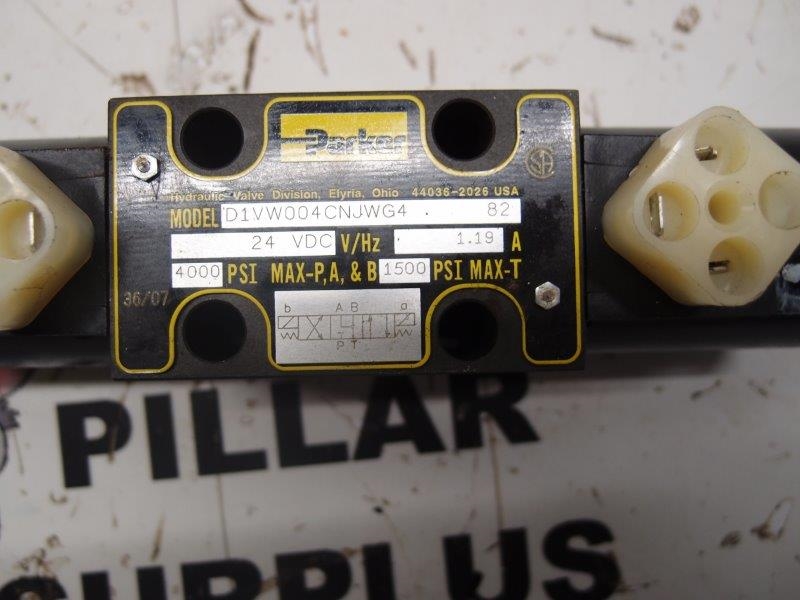 Parker
Hydraulic Valve Division, Elyria, Ohio 44036-2026 USA
MODEL D1VW004CNJWG4 . 82
24 VDC V/Hz 1.19 A
4000 PSI MAX-P,A, & B 1500 PSI MAX-T
36/07
b A B a
P T
PILLAR
SURPLUS